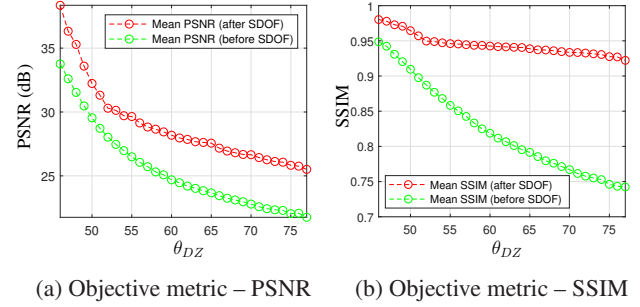 Mean PSNR (after SDOF)
Mean PSNR (before SDOF)
PSNR (dB)
35
30
25
50 55 60 65 70 75
θDZ
(a) Objective metric – PSNR
1
0.95
0.9
0.85
0.8
0.75
0.7
SSIM
Mean SSIM (after SDOF)
Mean SSIM (before SDOF)
50 55 60 65 70 75
θDZ
(b) Objective metric – SSIM